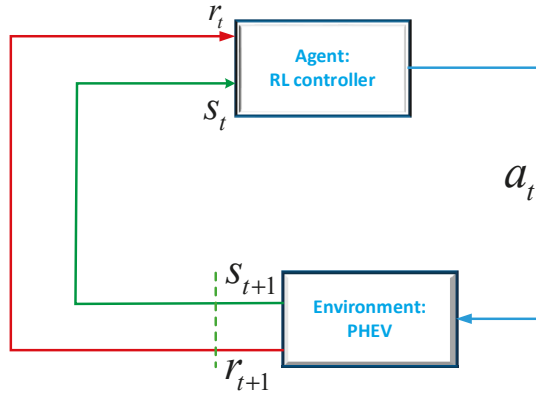 r_t
Agent:
RL controller
s_t
a_t
s_{t+1}
Environment:
PHEV
r_{t+1}